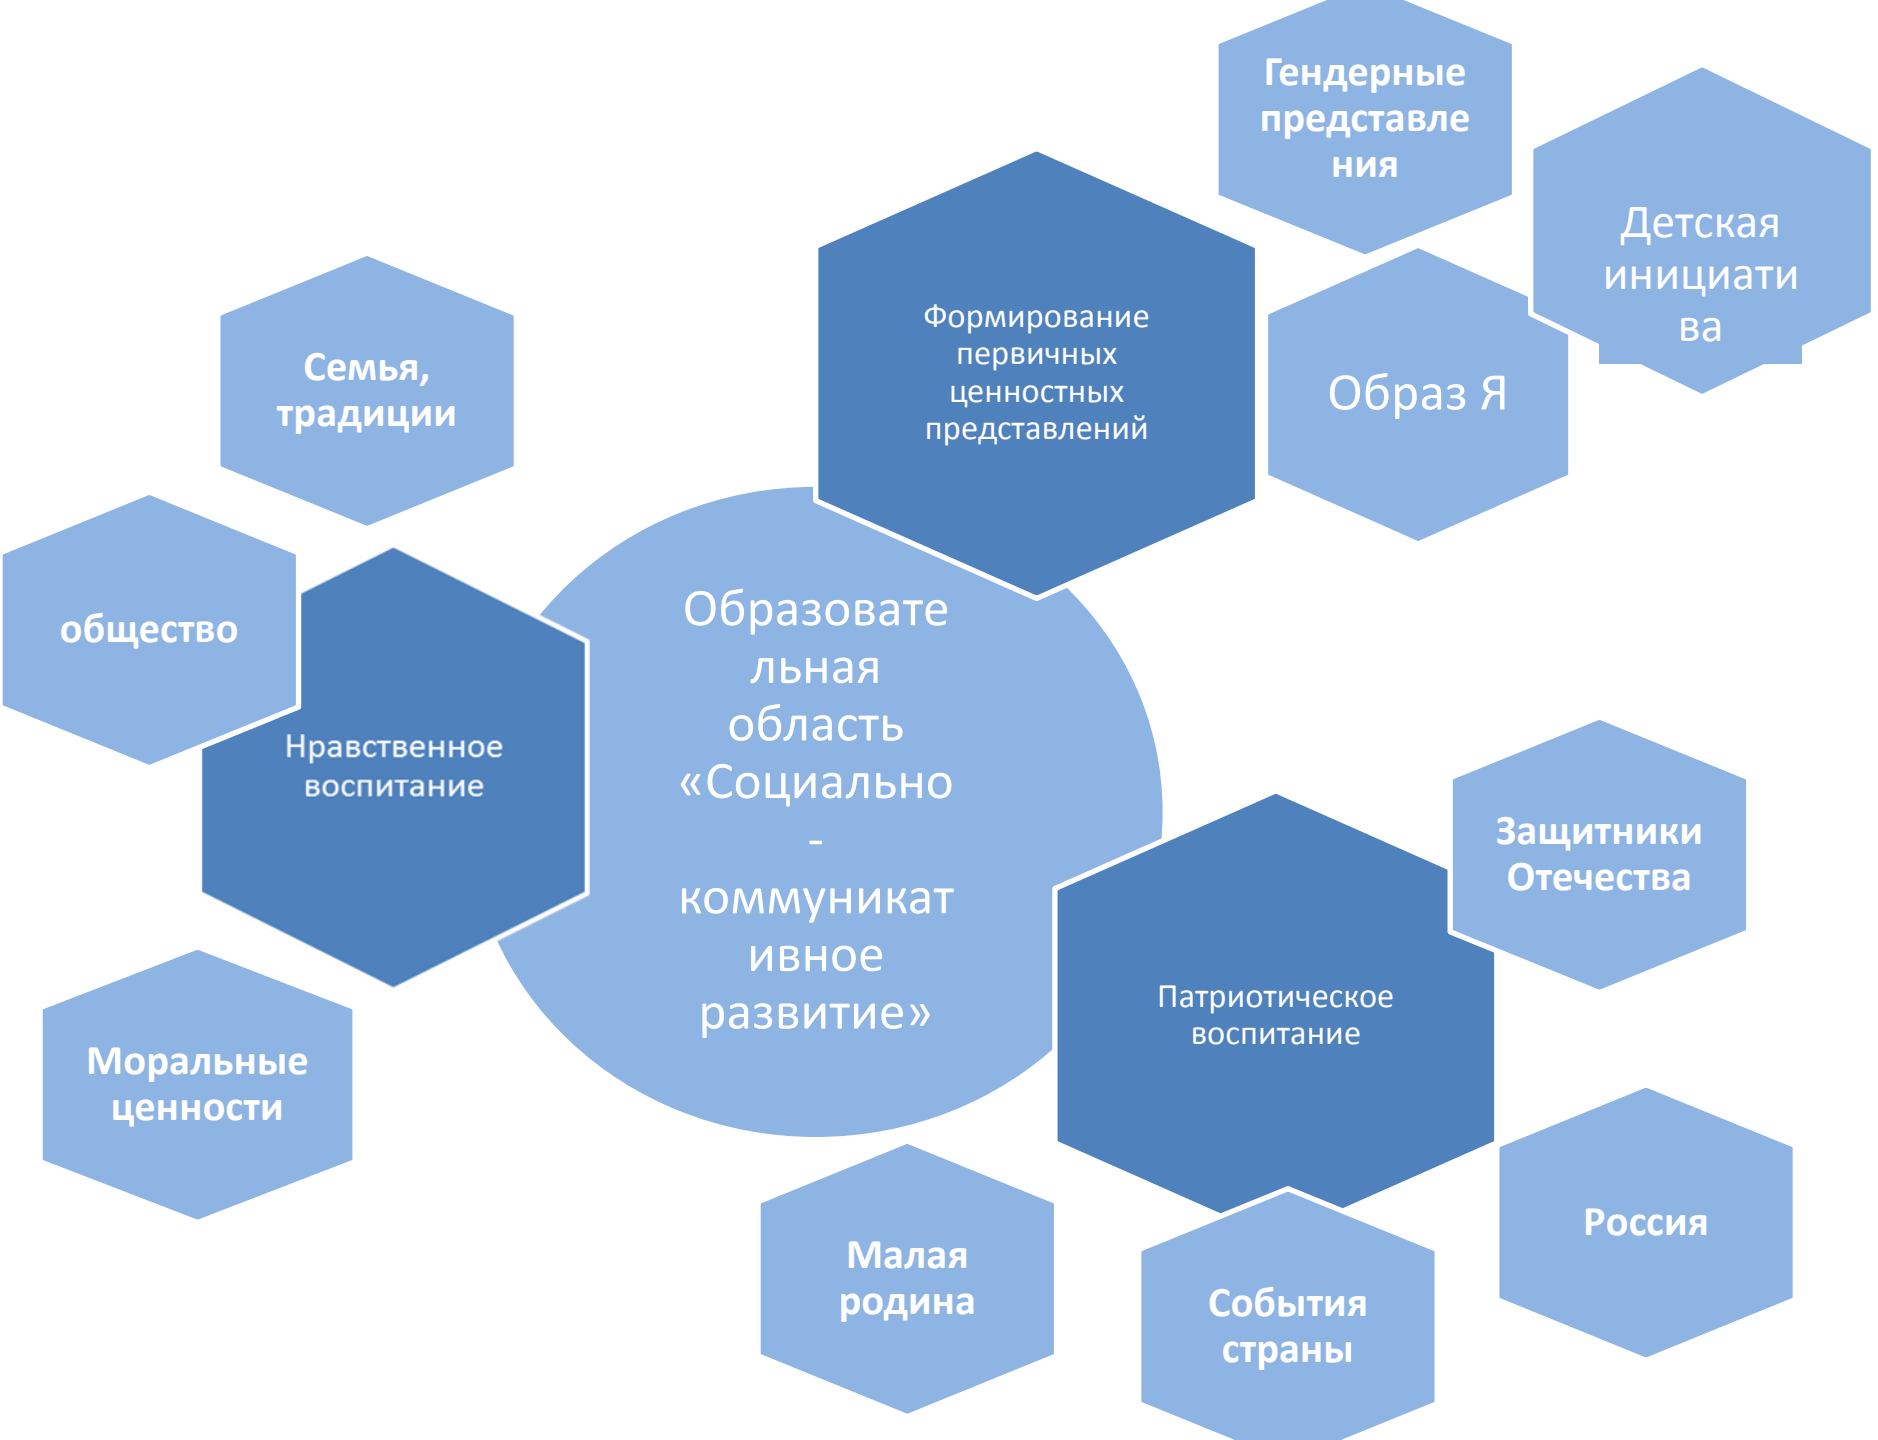 Гендерные
представле
ния
Детская
инициати
ва
Формирование
первичных
ценностных
представлений
Образ Я
Семья,
традиции
общество
Нравственное
воспитание
Образовате
льная
область
«Социально
-
коммуникат
ивное
развитие»
Защитники
Отечества
Патриотическое
воспитание
Моральные
ценности
Россия
Малая
родина
События
страны